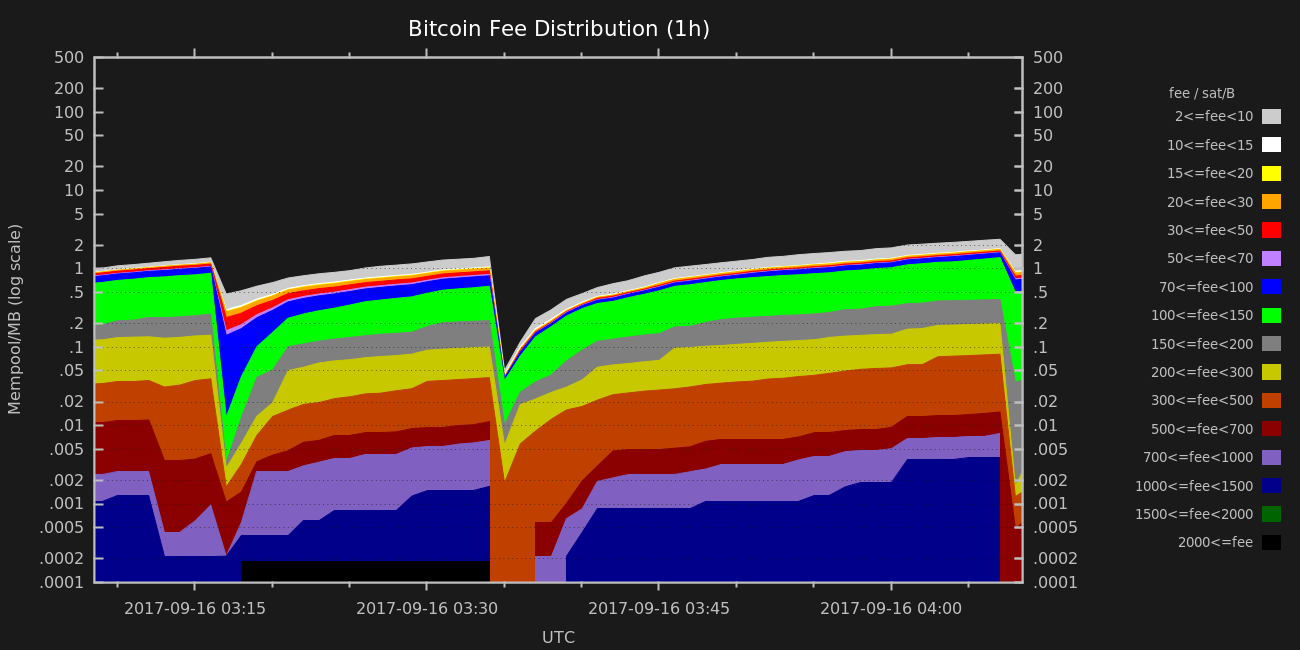 Bitcoin Fee Distribution (1h)
Mempool/MB (log scale)
500
200
100
50
20
10
5
2
1
.5
.2
.1
.05
.02
.01
.005
.002
.001
.0005
.0002
.0001
500
200
100
50
20
10
5
2
1
.5
.2
.1
.05
.02
.01
.005
.002
.001
.0005
.0002
.0001
2017-09-16 03:15
2017-09-16 03:30
2017-09-16 03:45
2017-09-16 04:00
UTC
fee / sat/B
2<=fee<10
10<=fee<15
15<=fee<20
20<=fee<30
30<=fee<50
50<=fee<70
70<=fee<100
100<=fee<150
150<=fee<200
200<=fee<300
300<=fee<500
500<=fee<700
700<=fee<1000
1000<=fee<1500
1500<=fee<2000
2000<=fee